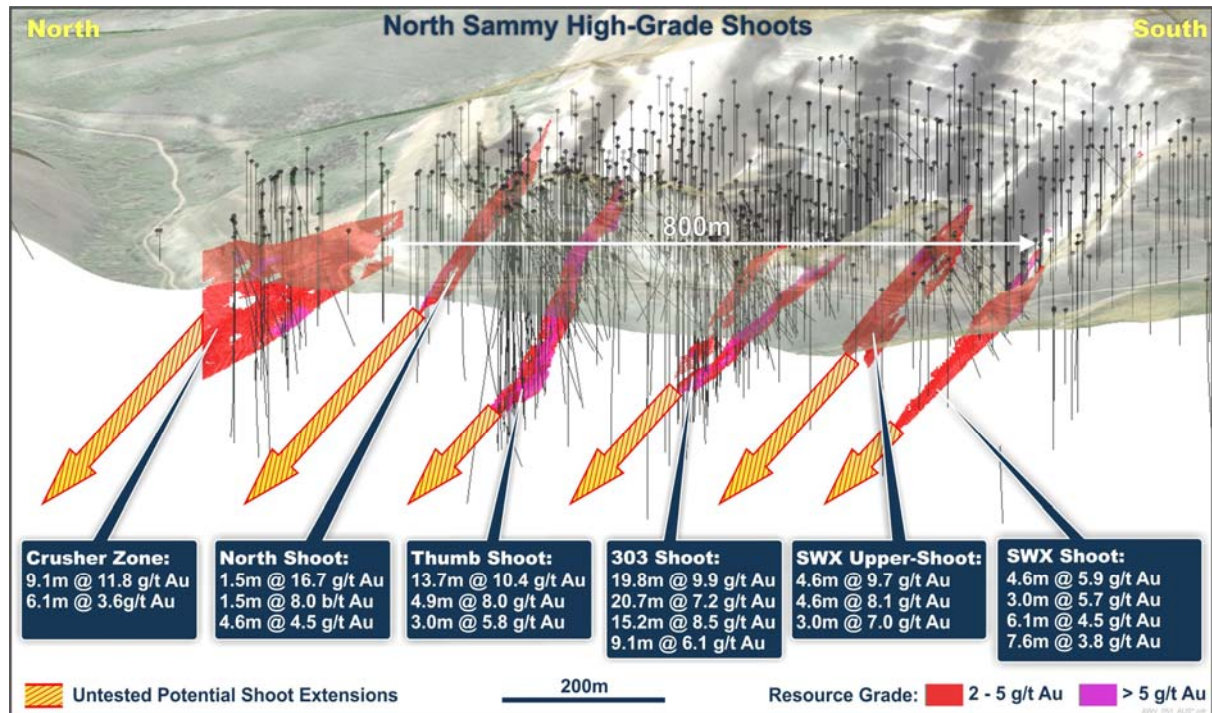 North
North Sammy High-Grade Shoots
South
800m
Crusher Zone:
9.1m @ 11.8 g/t Au
6.1m @ 3.6g/t Au
North Shoot:
1.5m @ 16.7 g/t Au
1.5m @ 8.0 b/t Au
4.6m @ 4.5 g/t Au
Thumb Shoot:
13.7m @ 10.4 g/t Au
4.9m @ 8.0 g/t Au
3.0m @ 5.8 g/t Au
303 Shoot:
19.8m @ 9.9 g/t Au
20.7m @ 7.2 g/t Au
15.2m @ 8.5 g/t Au
9.1m @ 6.1 g/t Au
SWX Upper-Shoot:
4.6m @ 9.7 g/t Au
4.6m @ 8.1 g/t Au
3.0m @ 7.0 g/t Au
SWX Shoot:
4.6m @ 5.9 g/t Au
3.0m @ 5.7 g/t Au
6.1m @ 4.5 g/t Au
7.6m @ 3.8 g/t Au
Untested Potential Shoot Extensions
200m
Resource Grade:
2 - 5 g/t Au
> 5 g/t Au